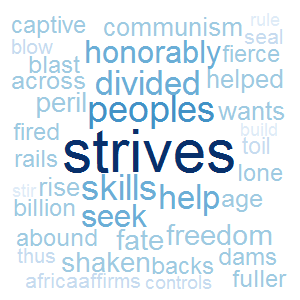 captive communism rule
blow honorably seal
blast fierce
across divided helped
peril peoples wants
fired build
rails strives toil
stir rise skills help lone
billion seek age
abound fate freedom
thus shaken backs dams
africa affirms controls fuller